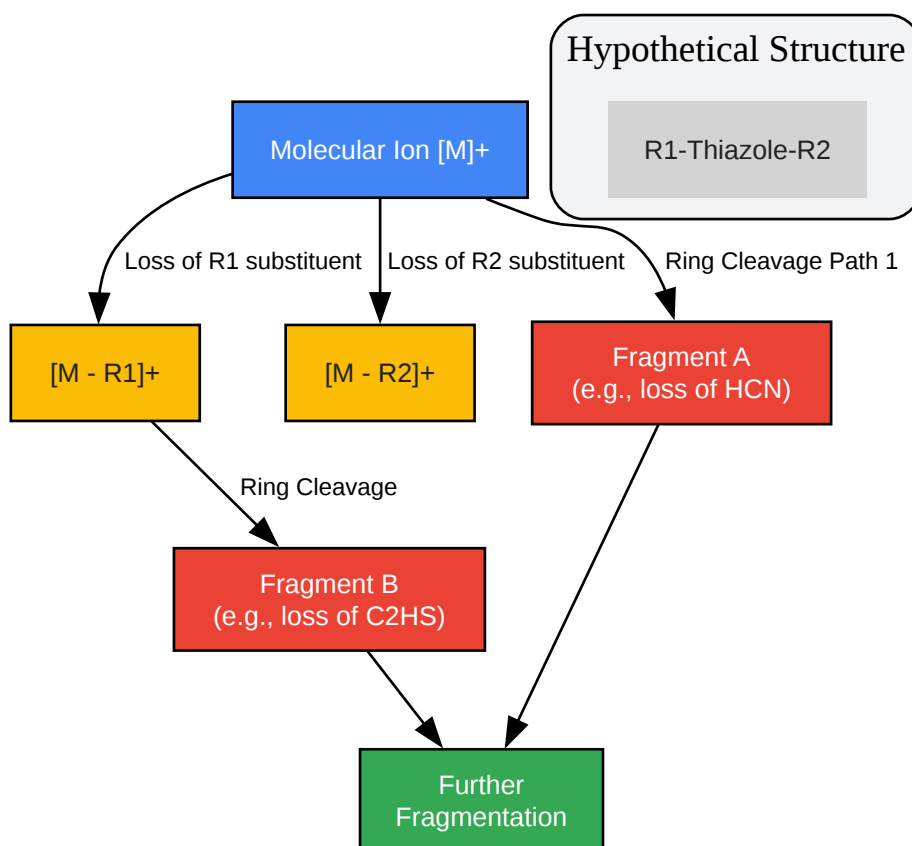 Hypothetical Structure
Molecular Ion [M]+
R1-Thiazole-R2
Loss of R1 substituent
Loss of R2 substituent
Ring Cleavage Path 1
[M - R1]+
[M - R2]+
Fragment A
(e.g., loss of HCN)
Ring Cleavage
Fragment B
(e.g., loss of C2HS)
Further
Fragmentation